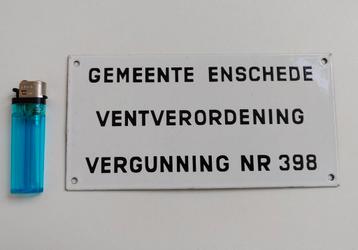 GEMEENTE ENSCHEDE
VENTVERORDENING
VERGUNNING NR 398